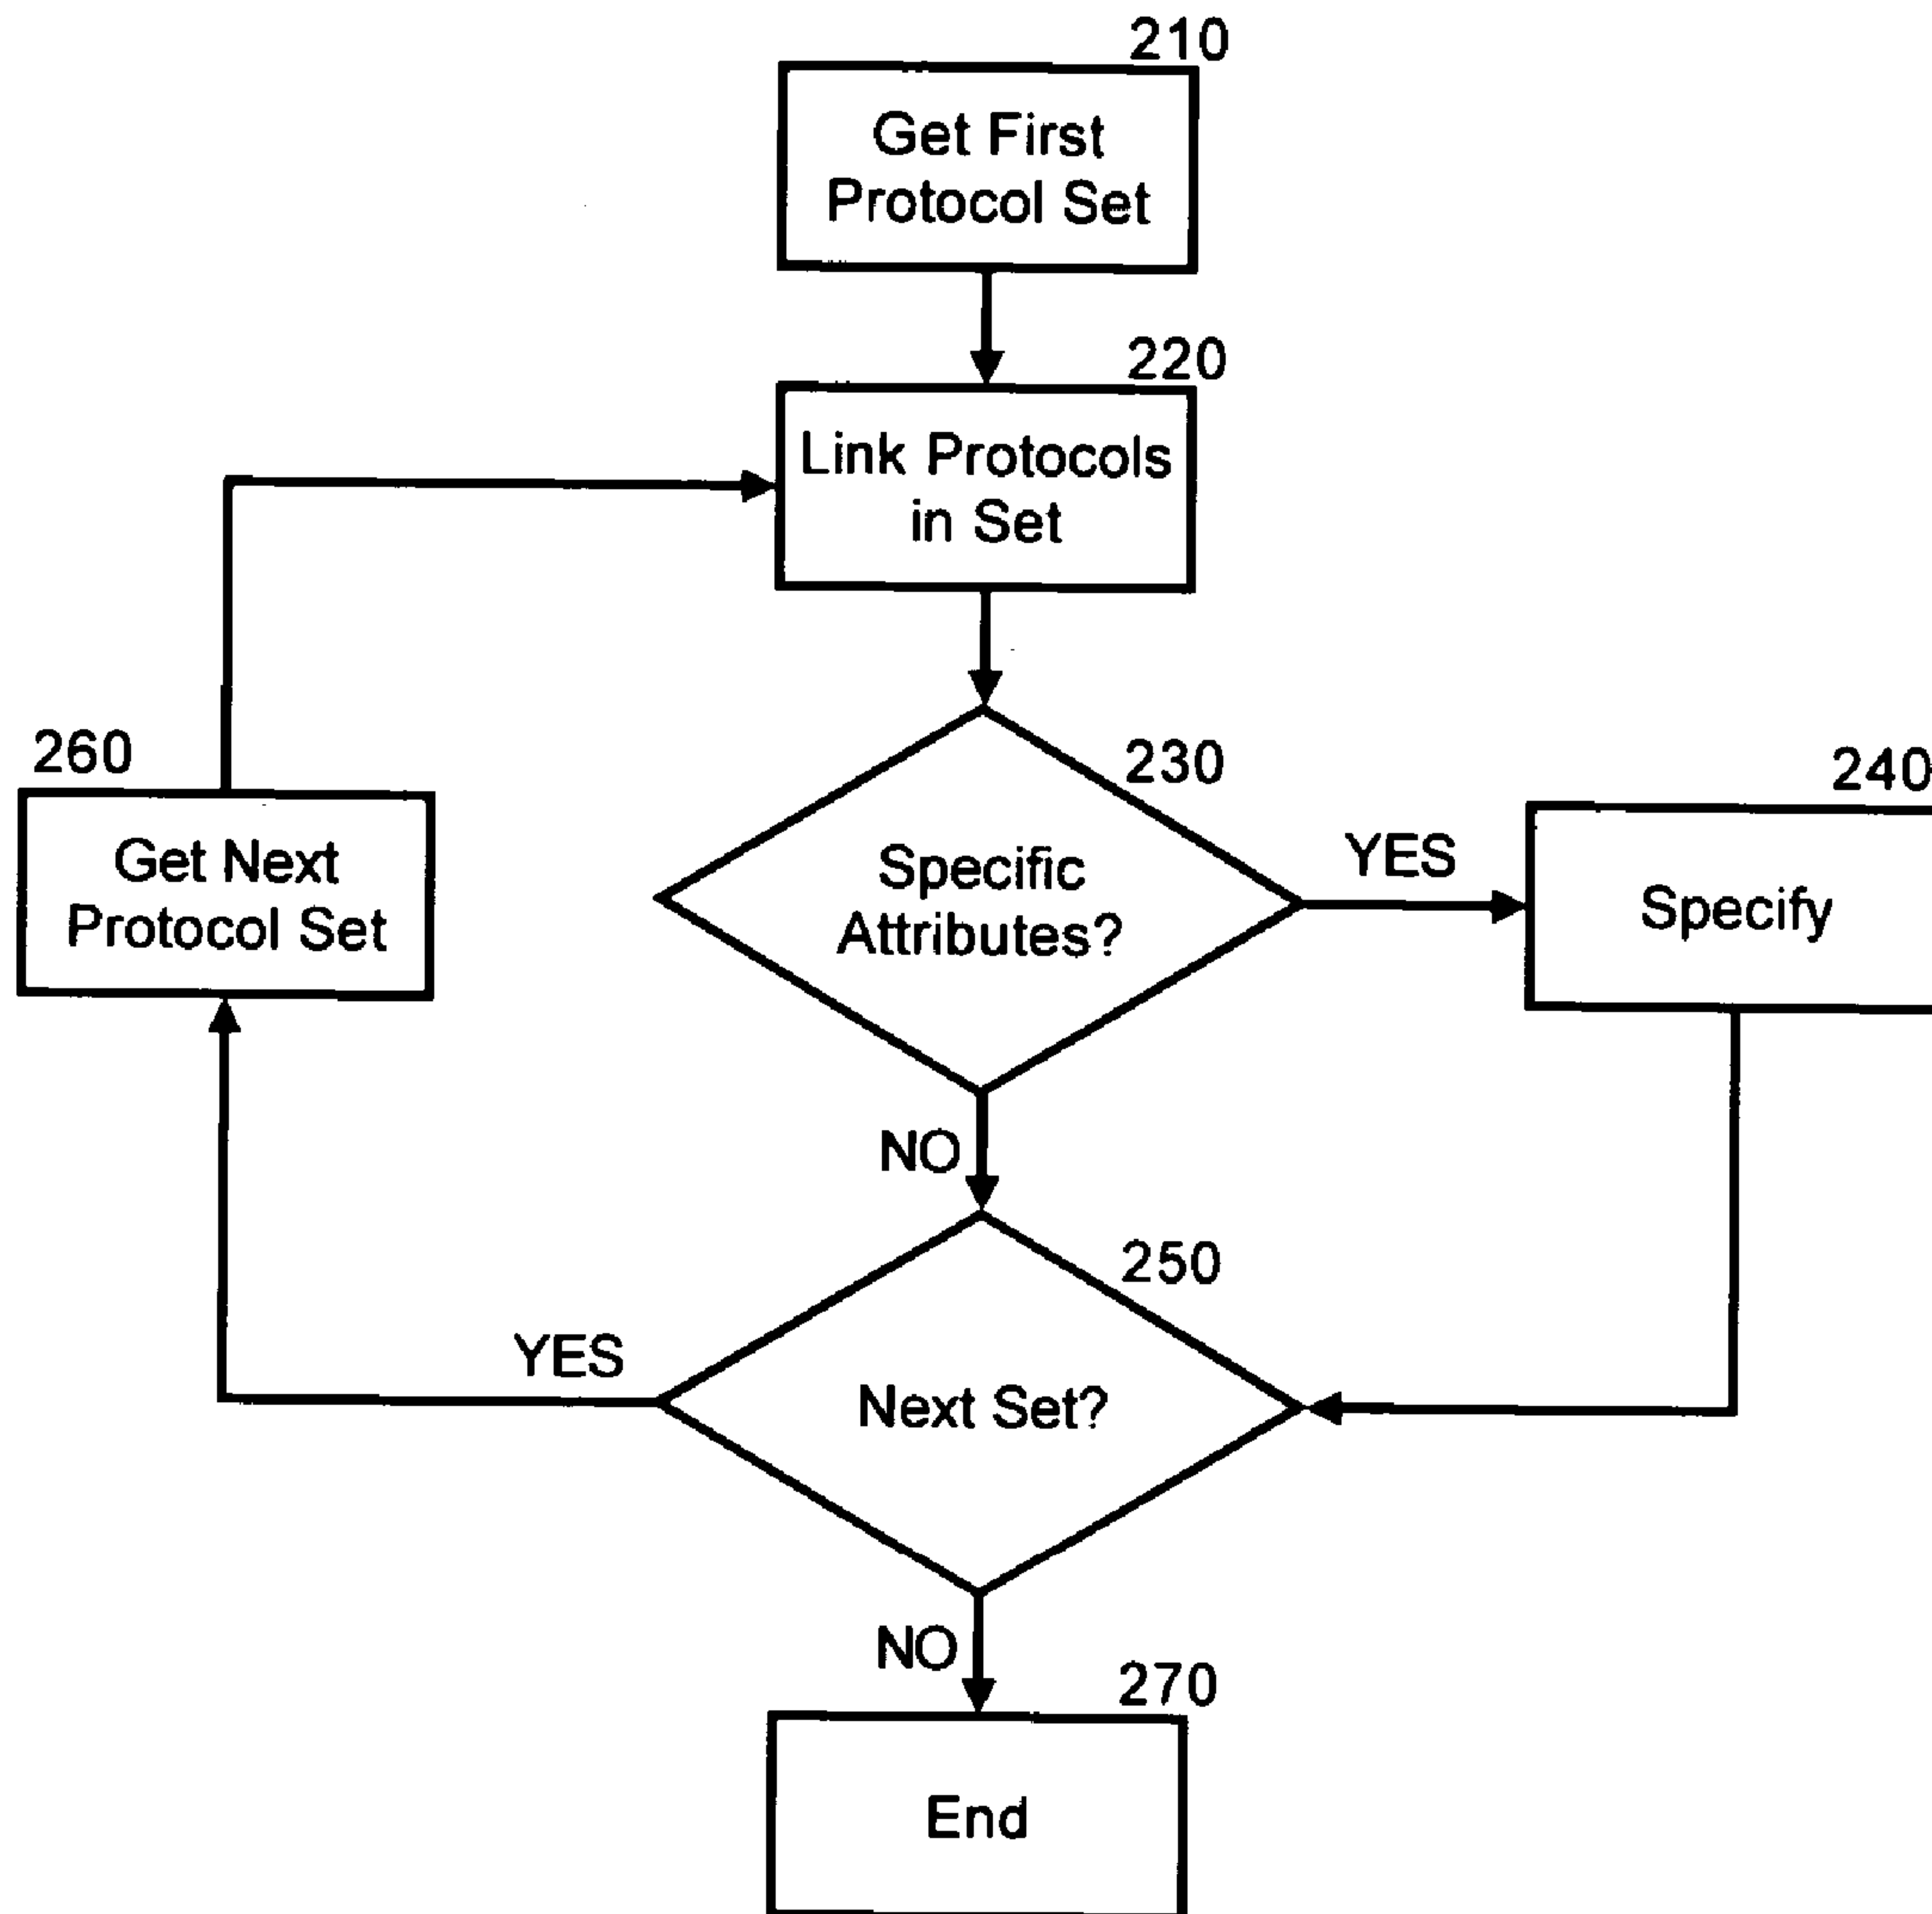 210
Get First
Protocol Set
220
Link Protocols
in Set
260
Get Next
Protocol Set
230
Specific
Attributes?
YES
240
Specify
NO
250
Next Set?
YES
NO
270
End